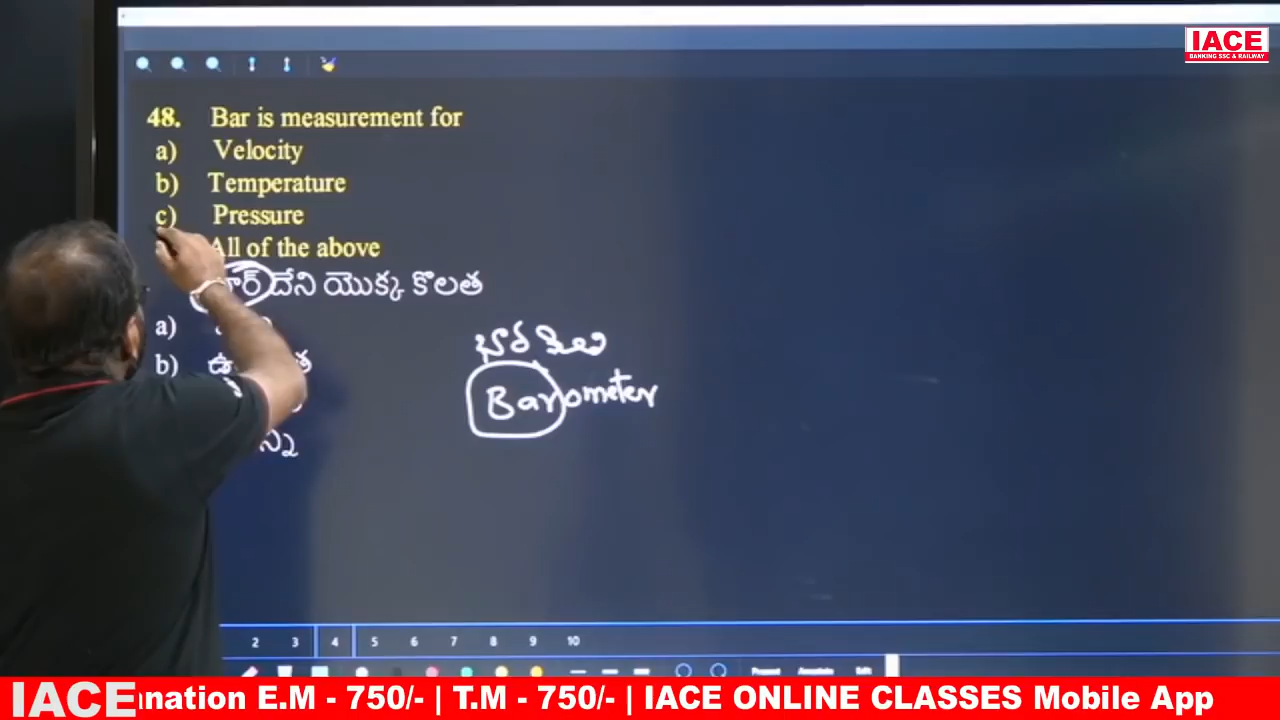 IACE
BANKING SSC & RAILWAY
48. Bar is measurement for
a) Velocity
b) Temperature
c) Pressure
All of the above
దేని యొక్క కొలత
a)
b)
Barometer
2 3 4 5 6 7 8 9 10
IACE
nation E.M - 750/- | T.M - 750/- | IACE ONLINE CLASSES Mobile App